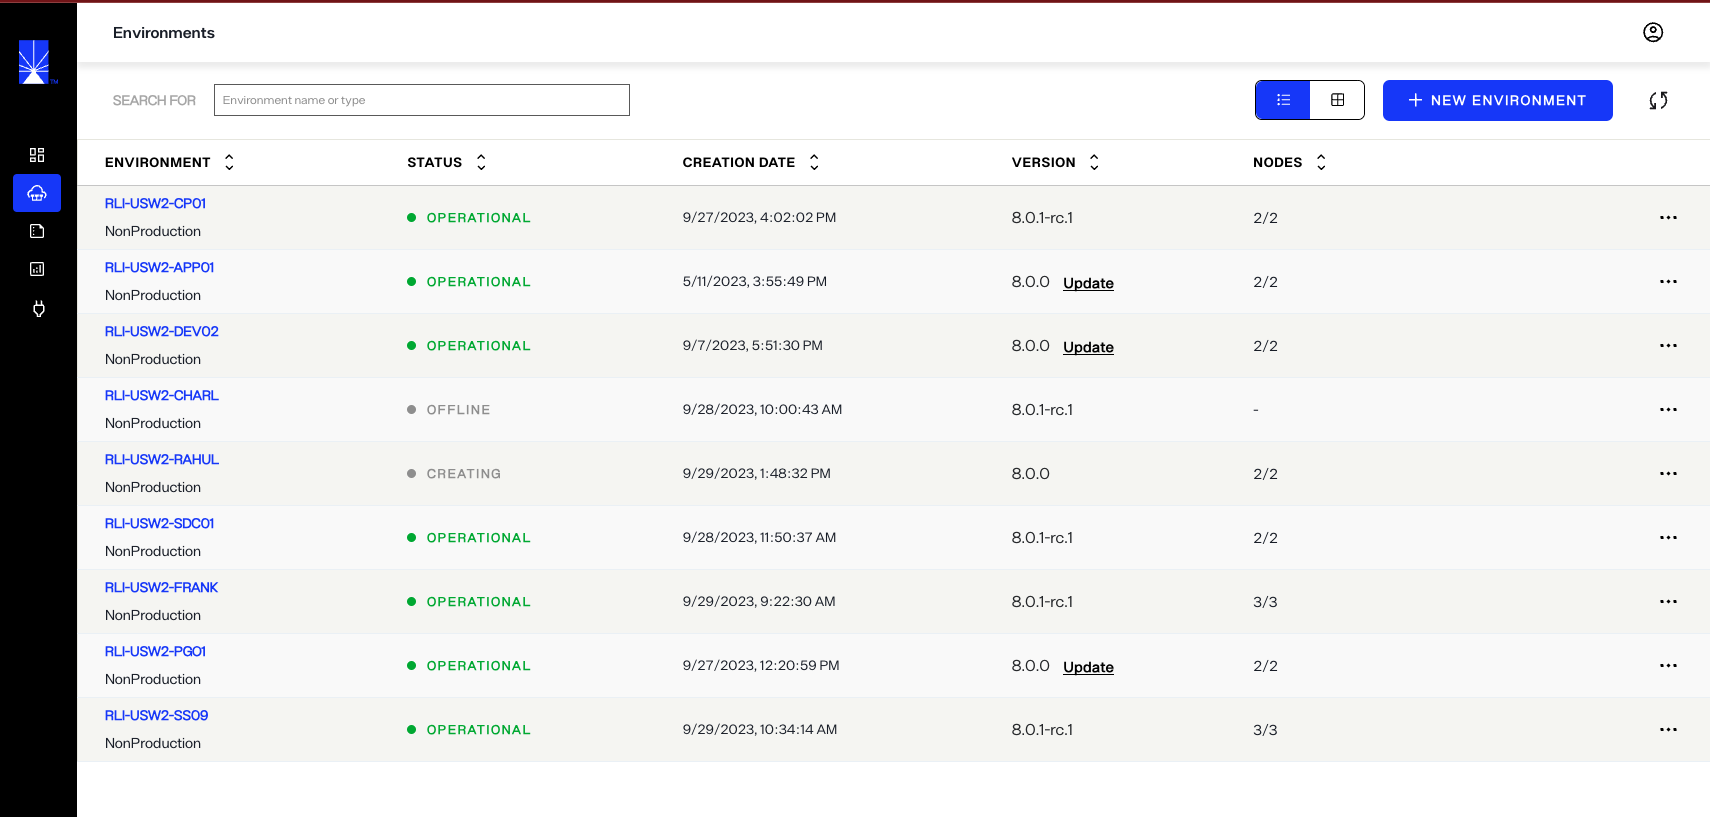 Environments
TM
SEARCH FOR Environment name or type NEW ENVIRONMENT
ENVIRONMENT STATUS CREATION DATE VERSION NODES
RLI-USW2-CP01
NonProduction OPERATIONAL 9/27/2023, 4:02:02 PM 8.0.1-rc.1 2/2
RLI-USW2-APP01
NonProduction OPERATIONAL 5/11/2023, 3:55:49 PM 8.0.0 Update 2/2
RLI-USW2-DEV02
NonProduction OPERATIONAL 9/7/2023, 5:51:30 PM 8.0.0 Update 2/2
RLI-USW2-CHARL
NonProduction OFFLINE 9/28/2023, 10:00:43 AM 8.0.1-rc.1 -
RLI-USW2-RAHUL
NonProduction CREATING 9/29/2023, 1:48:32 PM 8.0.0 2/2
RLI-USW2-SDC01
NonProduction OPERATIONAL 9/28/2023, 11:50:37 AM 8.0.1-rc.1 2/2
RLI-USW2-FRANK
NonProduction OPERATIONAL 9/29/2023, 9:22:30 AM 8.0.1-rc.1 3/3
RLI-USW2-PG01
NonProduction OPERATIONAL 9/27/2023, 12:20:59 PM 8.0.0 Update 2/2
RLI-USW2-SS09
NonProduction OPERATIONAL 9/29/2023, 10:34:14 AM 8.0.1-rc.1 3/3